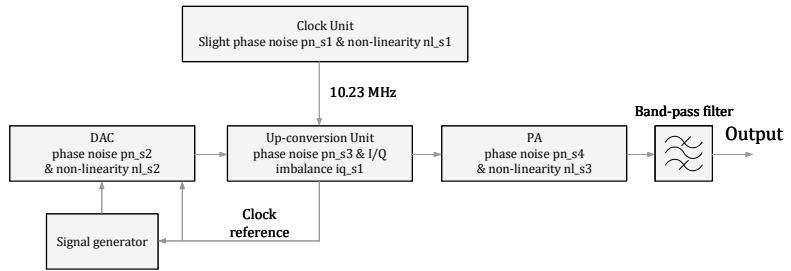 Clock Unit
Slight phase noise pn_s1 & non-linearity nl_s1
10.23 MHz
Band-pass filter
Output
DAC
phase noise pn_s2
& non-linearity nl_s2
Up-conversion Unit
phase noise pn_s3 & I/Q
imbalance iq_s1
PA
phase noise pn_s4
& non-linearity nl_s3
Clock
reference
Signal generator